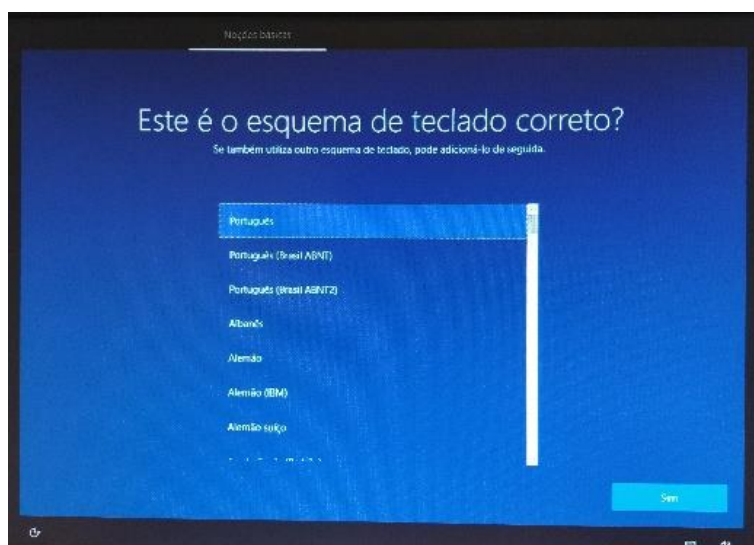 Noções básicas
Este é o esquema de teclado correto?
Se também utiliza outro esquema de teclado, pode adicioná-lo de seguida.
Português
Português (Brasil ABNT)
Português (Brasil ABNT2)
Albanês
Alemão
Alemão (IBM)
Alemão suíço
Sim